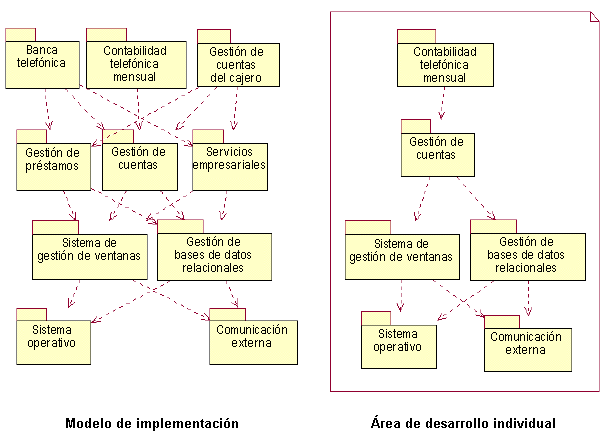 Banca
telefónica
Contabilidad
telefónica
mensual
Gestión de
cuentas
del cajero
Gestión de
préstamos
Gestión de
cuentas
Servicios
empresariales
Sistema de
gestión de ventanas
Gestión de
bases de datos
relacionales
Sistema
operativo
Comunicación
externa
Modelo de implementación
Contabilidad
telefónica
mensual
Gestión de
cuentas
Sistema de
gestión de ventanas
Gestión de
bases de datos
relacionales
Sistema
operativo
Comunicación
externa
Área de desarrollo individual